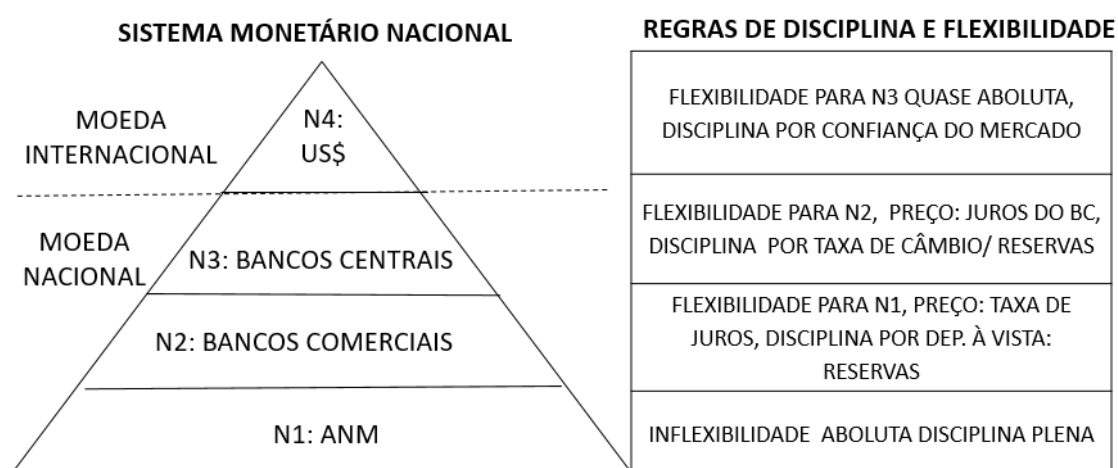 SISTEMA MONETÁRIO NACIONAL
REGRAS DE DISCIPLINA E FLEXIBILIDADE
MOEDA
INTERNACIONAL
N4:
US$
FLEXIBILIDADE PARA N3 QUASE ABOLUTA,
DISCIPLINA POR CONFIANÇA DO MERCADO
MOEDA
NACIONAL
N3: BANCOS CENTRAIS
FLEXIBILIDADE PARA N2, PREÇO: JUROS DO BC,
DISCIPLINA POR TAXA DE CÂMBIO/ RESERVAS
N2: BANCOS COMERCIAIS
FLEXIBILIDADE PARA N1, PREÇO: TAXA DE
JUROS, DISCIPLINA POR DEP. À VISTA:
RESERVAS
N1: ANM
INFLEXIBILIDADE ABOLUTA DISCIPLINA PLENA